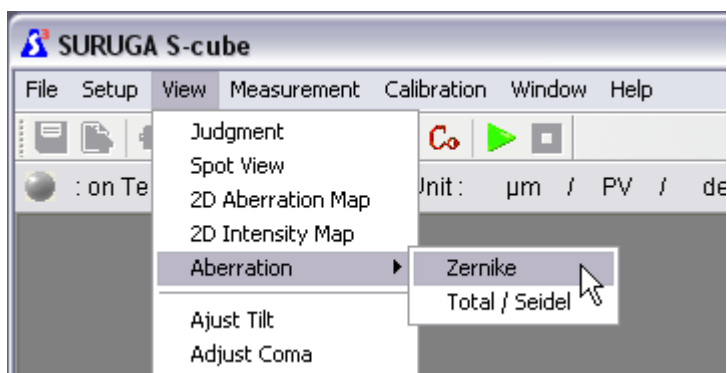 SURUGA S-cube
File Setup View Measurement Calibration Window Help
Judgment
Co
Spot View
: on Te
Unit : μm / PV / de
2D Aberration Map
2D Intensity Map
Aberration
Zernike
Total / Seidel
Ajust Tilt
Adjust Coma